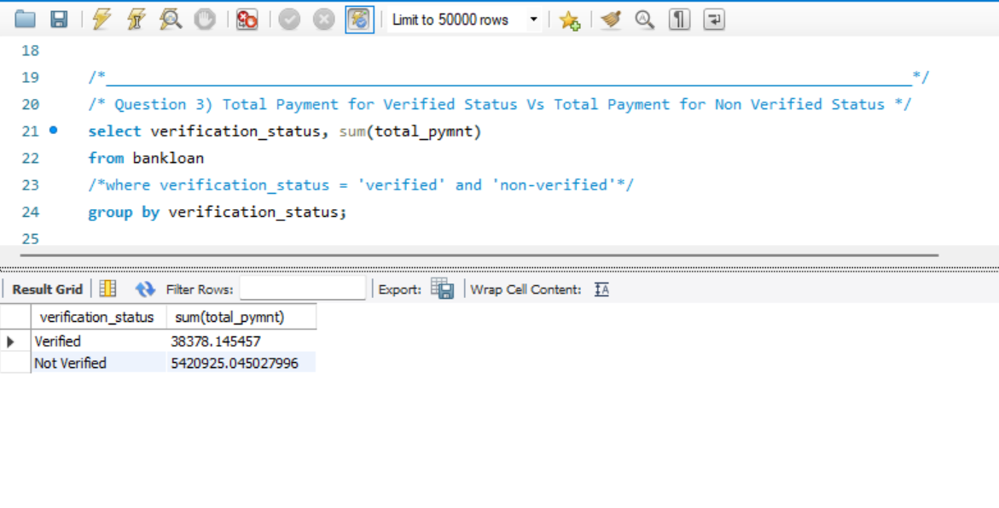 Limit to 50000 rows
18
19 /*__________________________________________________________________________________________*/
20 /* Question 3) Total Payment for Verified Status Vs Total Payment for Non Verified Status */
21 select verification_status, sum(total_pymnt)
22 from bankloan
23 /*where verification_status = 'verified' and 'non-verified'*/
24 group by verification_status;
25
Result Grid Filter Rows: Export: Wrap Cell Content:
verification_status sum(total_pymnt)
Verified 38378.145457
Not Verified 5420925.045027996